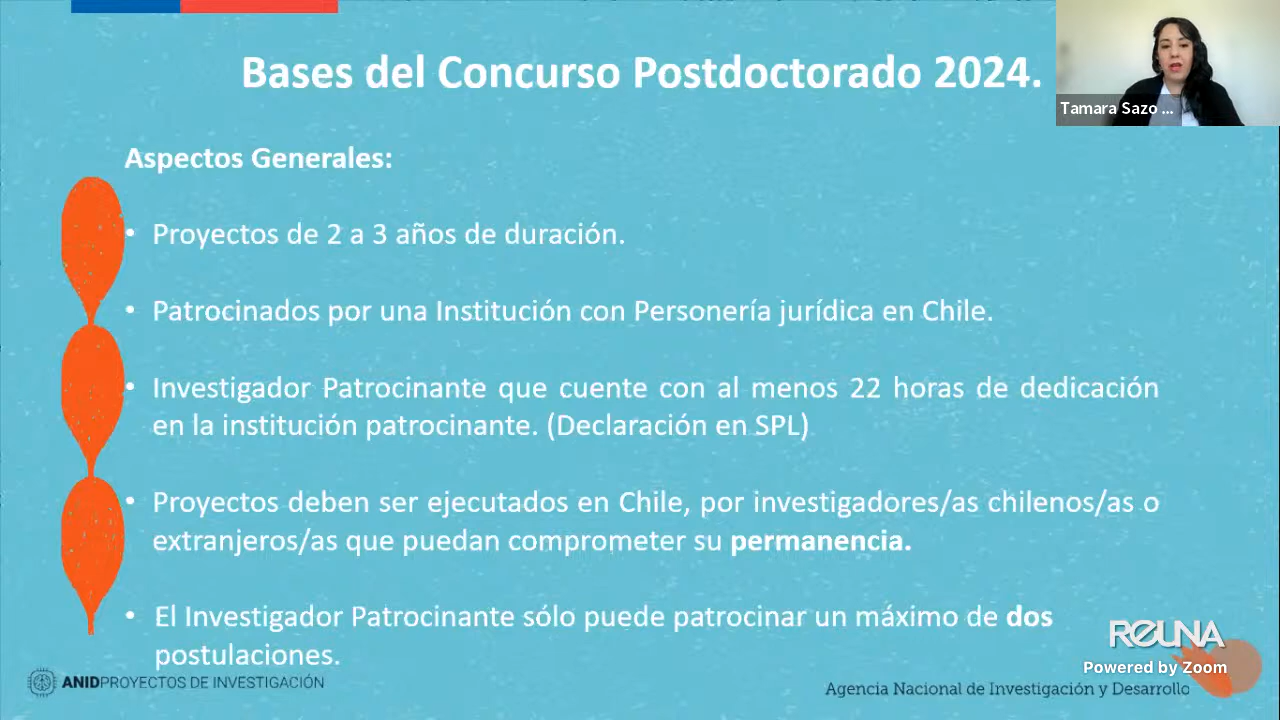 Bases del Concurso Postdoctorado 2024.
Tamara Sazo ...
Aspectos Generales:
• Proyectos de 2 a 3 años de duración.
• Patrocinados por una Institución con Personería jurídica en Chile.
• Investigador Patrocinante que cuente con al menos 22 horas de dedicación
en la institución patrocinante. (Declaración en SPL)
• Proyectos deben ser ejecutados en Chile, por investigadores/as chilenos/as o
extranjeros/as que puedan comprometer su permanencia.
• El Investigador Patrocinante sólo puede patrocinar un máximo de dos
postulaciones.
REUNA
Powered by Zoom
ANIDPROYECTOS DE INVESTIGACIÓN
Agencia Nacional de Investigación y Desarrollo